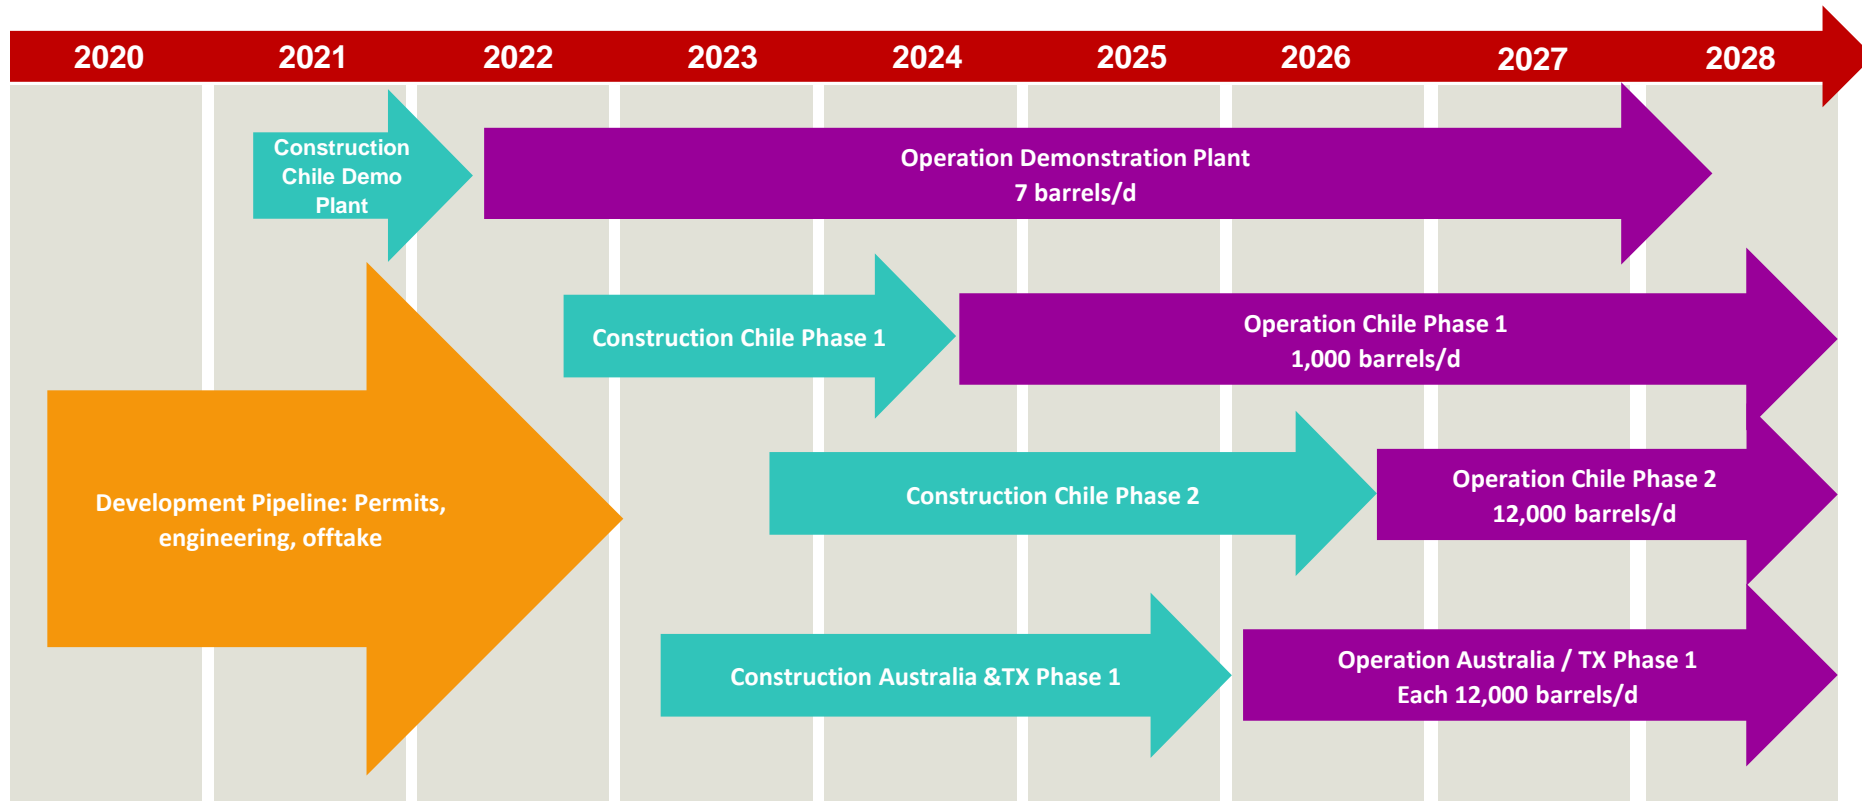 2020 2021 2022 2023 2024 2025 2026 2027 2028
Construction
Chile Demo
Plant
Operation Demonstration Plant
7 barrels/d
Construction Chile Phase 1
Operation Chile Phase 1
1,000 barrels/d
Development Pipeline: Permits,
engineering, offtake
Construction Chile Phase 2
Operation Chile Phase 2
12,000 barrels/d
Construction Australia &TX Phase 1
Operation Australia / TX Phase 1
Each 12,000 barrels/d